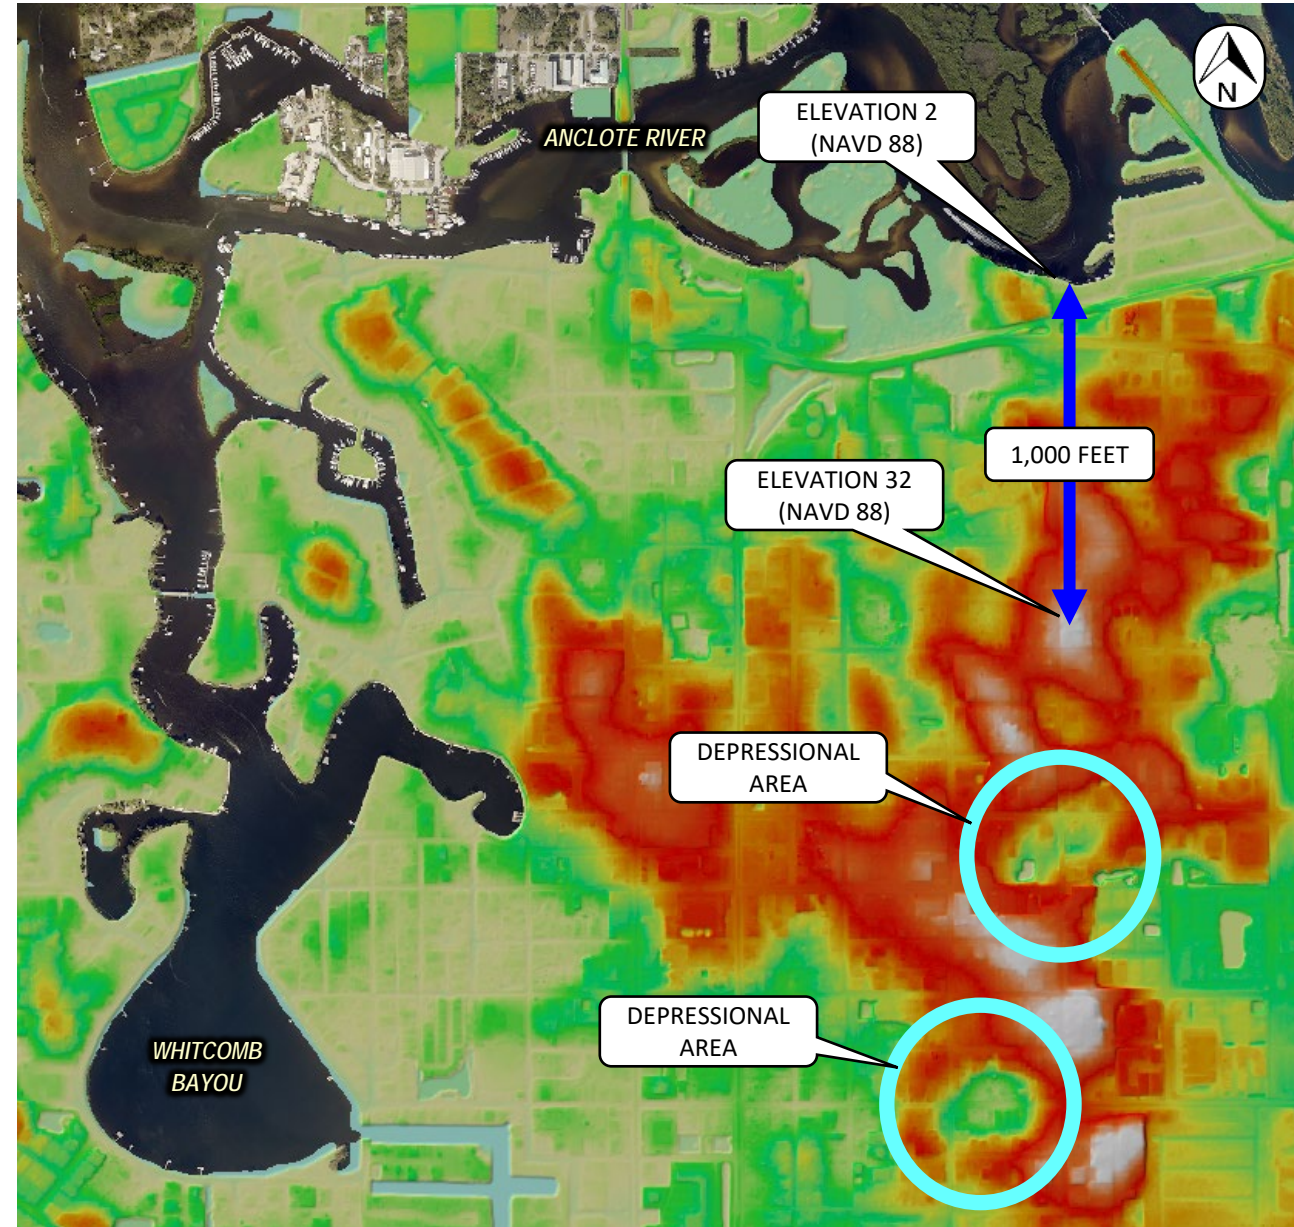 N
ANCLOTE RIVER
ELEVATION 2
(NAVD 88)
1,000 FEET
ELEVATION 32
(NAVD 88)
DEPRESSIONAL
AREA
DEPRESSIONAL
AREA
WHITCOMB
BAYOU